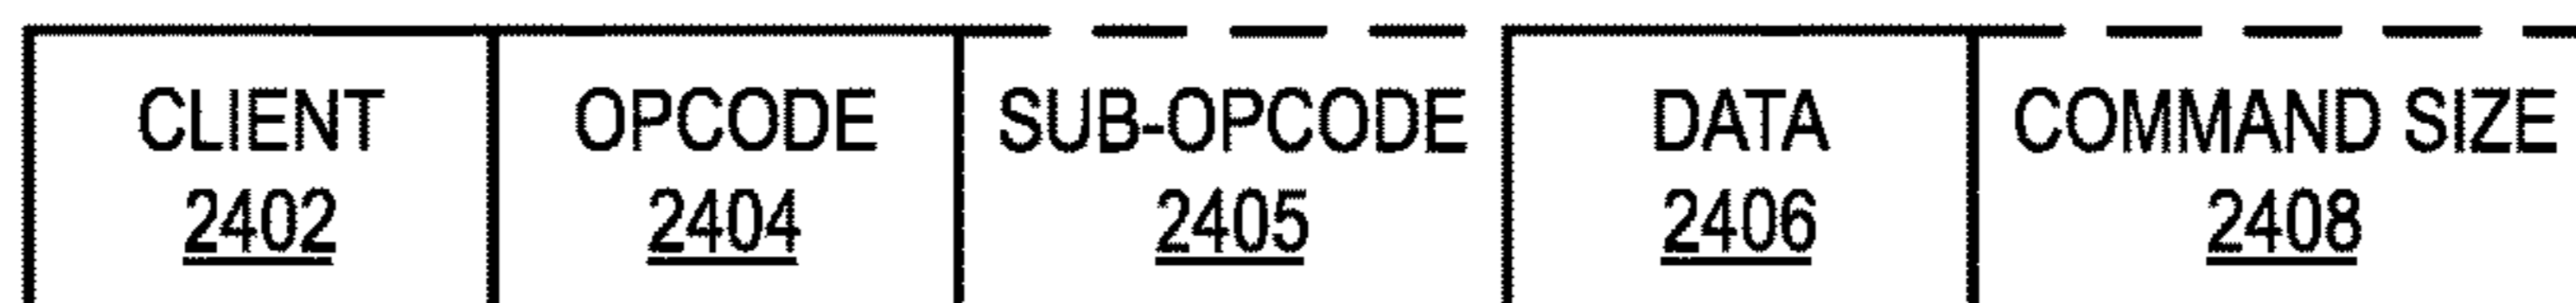 CLIENT OPCODE SUB-OPCODE DATA COMMAND SIZE
2402 2404 2405 2406 2408